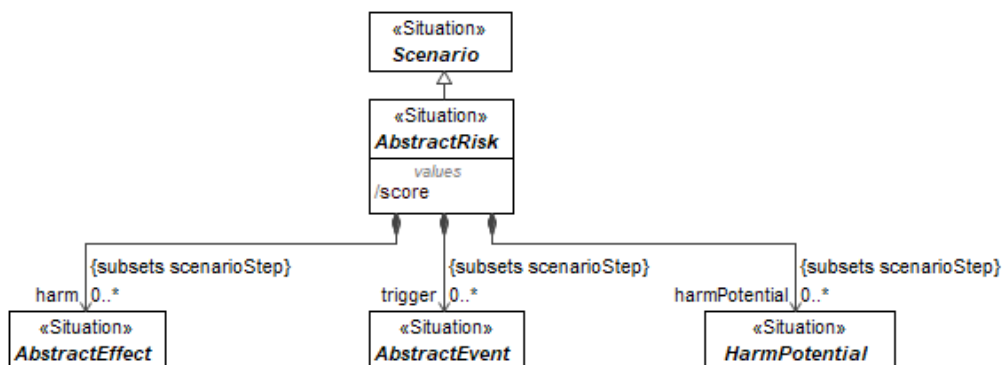 «Situation»
Scenario
«Situation»
AbstractRisk
values
/score
{subsets scenarioStep} {subsets scenarioStep} {subsets scenarioStep}
harm 0..* trigger 0..* harmPotential 0..*
«Situation» «Situation» «Situation»
AbstractEffect AbstractEvent HarmPotential